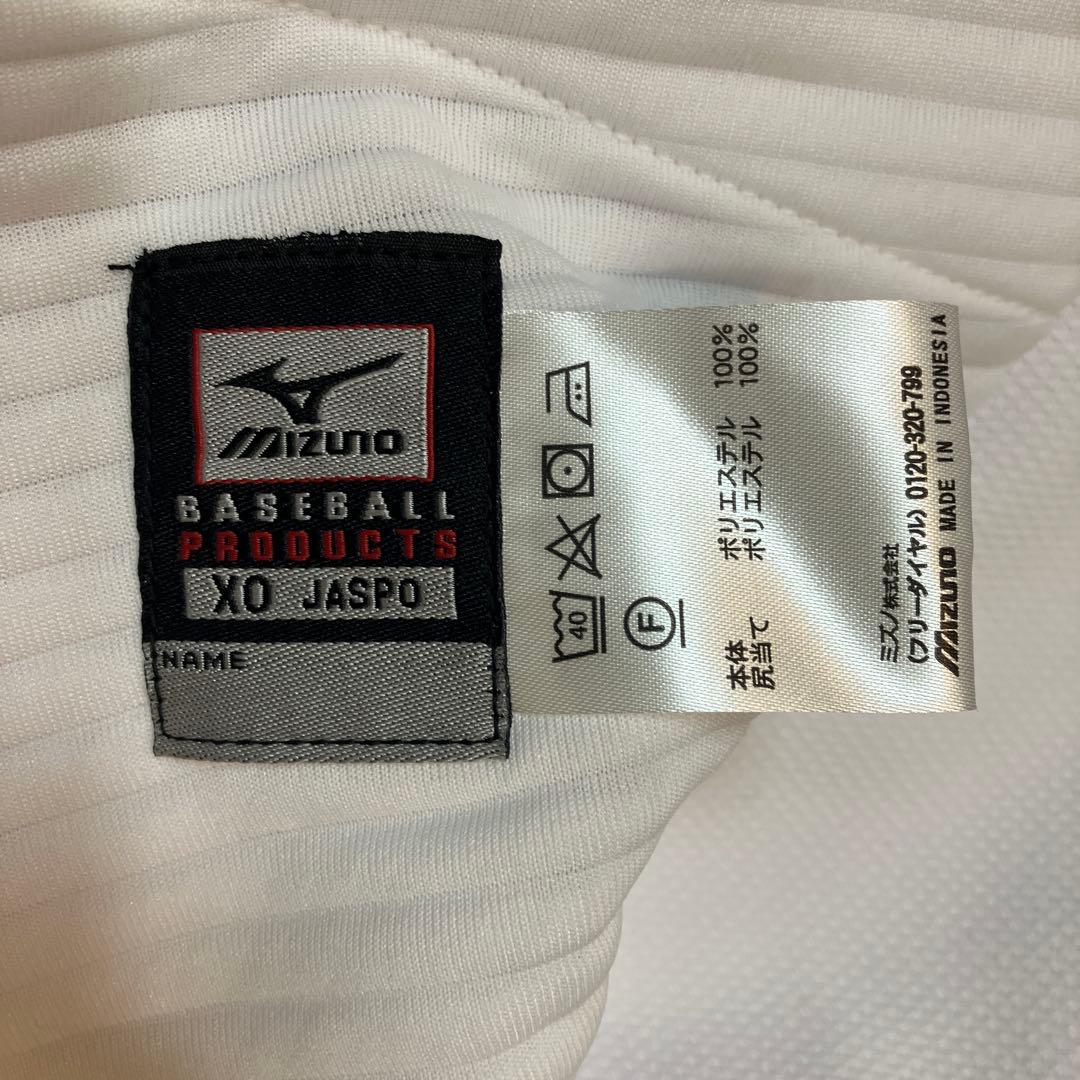 MIZUNO
BASEBALL
PRODUCTS
XO JASPO
NAME
40
F
本体 ポリエステル 100%
尻当て ポリエステル 100%
ミズノ株式会社
(フリーダイヤル) 0120-320-799
MIZUNO MADE IN INDONESIA